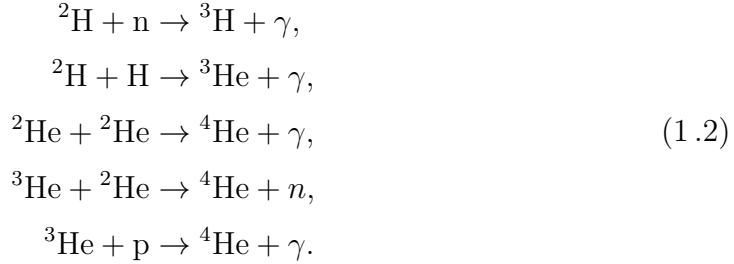 ²H + n → ³H + γ,
²H + H → ³He + γ,
²He + ²He → ⁴He + γ, (1 .2)
³He + ²He → ⁴He + n,
³He + p → ⁴He + γ.